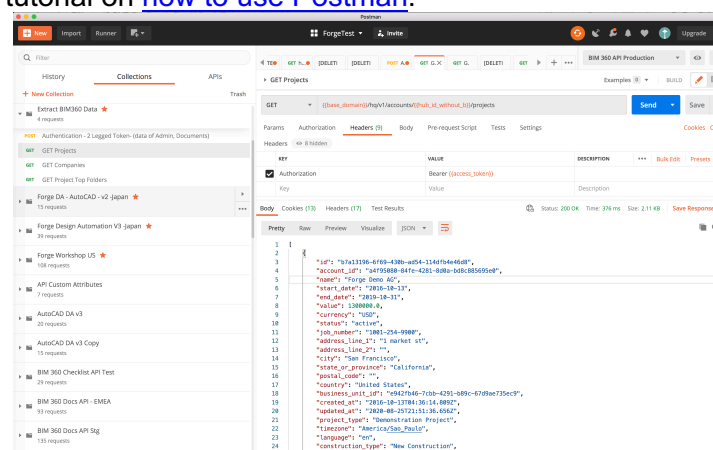 tutorial on how to use Postman.
Postman
New Import Runner ForgeTest Invite Upgrade
Filter
History Collections APIs
+ New Collection Trash
Extract BIM360 Data
4 requests
POST Authentication - 2 Legged Token- (data of Admin, Documents)
GET GET Projects
GET GET Companies
GET GET Project Top Folders
Forge DA - AutoCAD - v2 -Japan
15 requests
Forge Design Automation V3 -Japan
39 requests
Forge Workshop US
108 requests
API Custom Attributes
7 requests
AutoCAD DA v3
20 requests
AutoCAD DA v3 Copy
15 requests
BIM 360 Checklist API Test
29 requests
BIM 360 Docs API - EMEA
93 requests
BIM 360 Docs API Stg
135 requests
TE GET h... [DELETI [DELETI POST A. GET G. X GET G. [DELETI GET + ... BIM 360 API Production
GET Projects Examples 0 BUILD
GET {{base_domain}}/hq/v1/accounts/{{hub_id_without_b}}/projects Send Save
Params Authorization Headers (9) Body Pre-request Script Tests Settings Cookies
Headers 8 hidden
KEY VALUE DESCRIPTION ... Bulk Edit Presets
Authorization Bearer {{access_token}}
Key Value Description
Body Cookies (13) Headers (17) Test Results Status: 200 OK Time: 376 ms Size: 2.11 KB Save Response
Pretty Raw Preview Visualize JSON
1 [
2 {
3 "id": "b7a13196-6f69-430b-ad54-114dfb4e46d8",
4 "account_id": "a4f95080-84fe-4281-8d0a-bd8c885695e0",
5 "name": "Forge Demo AG",
6 "start_date": "2016-10-13",
7 "end_date": "2019-10-31",
8 "value": 1300000.0,
9 "currency": "USD",
10 "status": "active",
11 "job_number": "1001-254-9900",
12 "address_line_1": "1 market st",
13 "address_line_2": "",
14 "city": "San Francisco",
15 "state_or_province": "California",
16 "postal_code": "",
17 "country": "United States",
18 "business_unit_id": "e942fb46-7cbb-4291-b89c-67d9ae735ec9",
19 "created_at": "2016-10-13T04:36:14.809Z",
20 "updated_at": "2020-08-25T21:51:36.656Z",
21 "project_type": "Demonstration Project",
22 "timezone": "America/Sao_Paulo",
23 "language": "en",
24 "construction_type": "New Construction",